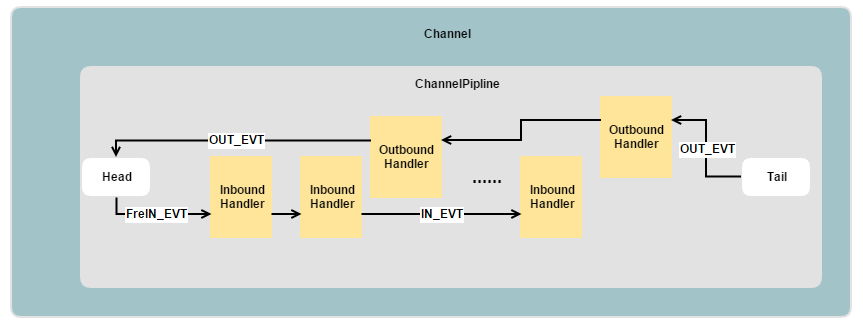 Channel
ChannelPipline
OUT_EVT
Outbound
Handler
Outbound
Handler
OUT_EVT
Head
Inbound
Handler
Inbound
Handler
......
Inbound
Handler
Tail
FreIN_EVT
IN_EVT